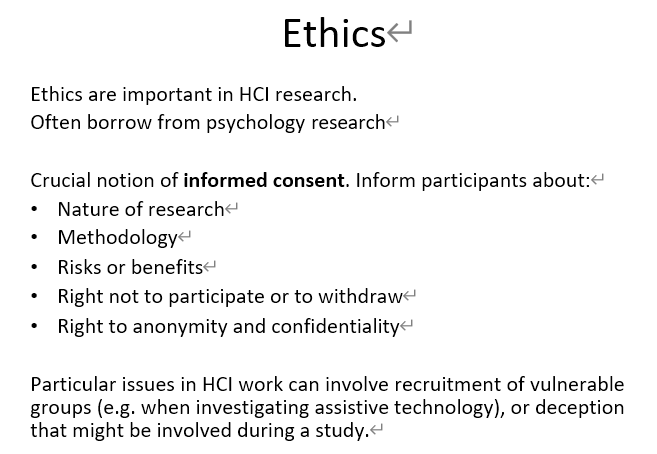 Ethics↵
Ethics are important in HCI research.
Often borrow from psychology research↵
Crucial notion of informed consent. Inform participants about:↵
• Nature of research↵
• Methodology↵
• Risks or benefits↵
• Right not to participate or to withdraw↵
• Right to anonymity and confidentiality↵
Particular issues in HCI work can involve recruitment of vulnerable
groups (e.g. when investigating assistive technology), or deception
that might be involved during a study.↵